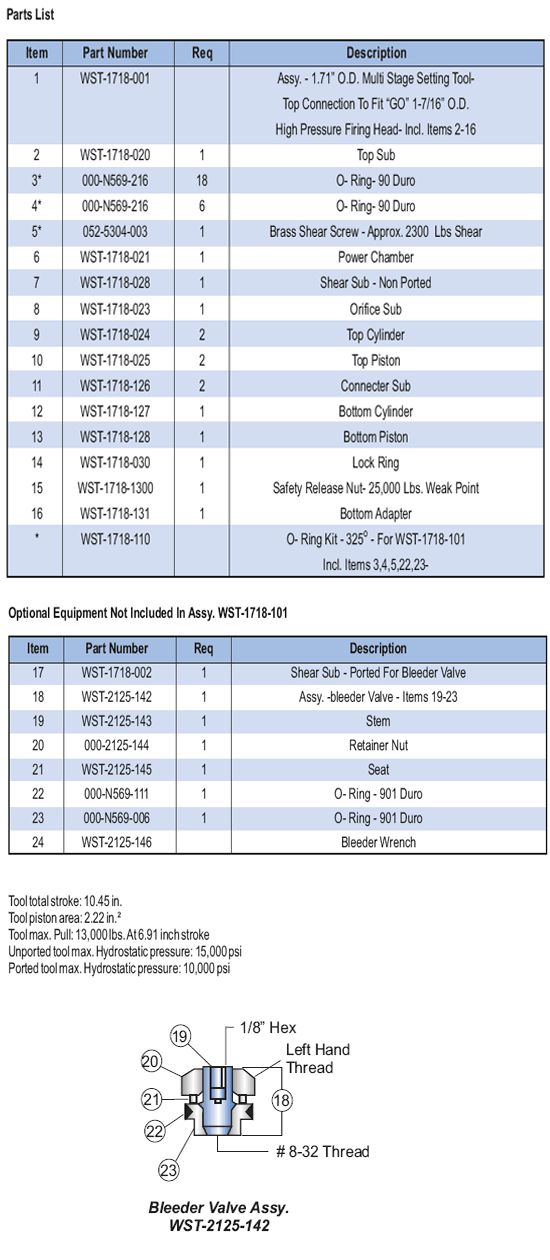 Parts List
Item Part Number Req Description
1 WST-1718-001 Assy. - 1.71” O.D. Multi Stage Setting Tool-
Top Connection To Fit “GO” 1-7/16” O.D.
High Pressure Firing Head- Incl. Items 2-16
2 WST-1718-020 1 Top Sub
3* 000-N569-216 18 O- Ring- 90 Duro
4* 000-N569-216 6 O- Ring- 90 Duro
5* 052-5304-003 1 Brass Shear Screw - Approx. 2300 Lbs Shear
6 WST-1718-021 1 Power Chamber
7 WST-1718-028 1 Shear Sub - Non Ported
8 WST-1718-023 1 Orifice Sub
9 WST-1718-024 2 Top Cylinder
10 WST-1718-025 2 Top Piston
11 WST-1718-126 2 Connecter Sub
12 WST-1718-127 1 Bottom Cylinder
13 WST-1718-128 1 Bottom Piston
14 WST-1718-030 1 Lock Ring
15 WST-1718-1300 1 Safety Release Nut- 25,000 Lbs. Weak Point
16 WST-1718-131 1 Bottom Adapter
* WST-1718-110 O- Ring Kit - 325° - For WST-1718-101
Incl. Items 3,4,5,22,23-
Optional Equipment Not Included In Assy. WST-1718-101
Item Part Number Req Description
17 WST-1718-002 1 Shear Sub - Ported For Bleeder Valve
18 WST-2125-142 1 Assy. -bleeder Valve - Items 19-23
19 WST-2125-143 1 Stem
20 000-2125-144 1 Retainer Nut
21 WST-2125-145 1 Seat
22 000-N569-111 1 O- Ring - 901 Duro
23 000-N569-006 1 O- Ring - 901 Duro
24 WST-2125-146 Bleeder Wrench
Tool total stroke: 10.45 in.
Tool piston area: 2.22 in.²
Tool max. Pull: 13,000 lbs. At 6.91 inch stroke
Unported tool max. Hydrostatic pressure: 15,000 psi
Ported tool max. Hydrostatic pressure: 10,000 psi
19 1/8” Hex
20 Left Hand
Thread
21 18
22
23 # 8-32 Thread
Bleeder Valve Assy.
WST-2125-142